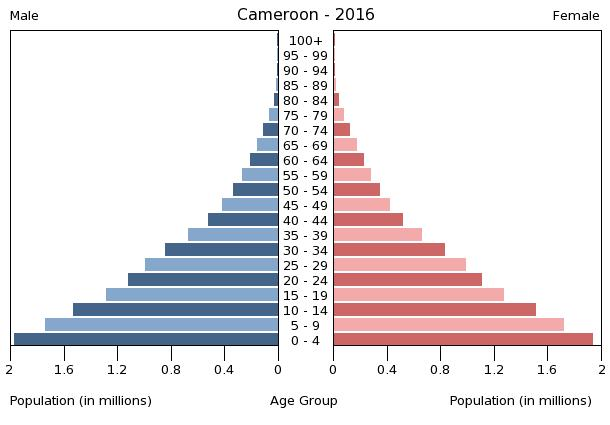 Male Cameroon - 2016 Female
100+
95 - 99
90 - 94
85 - 89
80 - 84
75 - 79
70 - 74
65 - 69
60 - 64
55 - 59
50 - 54
45 - 49
40 - 44
35 - 39
30 - 34
25 - 29
20 - 24
15 - 19
10 - 14
5 - 9
0 - 4
2 1.6 1.2 0.8 0.4 0 0 0.4 0.8 1.2 1.6 2
Population (in millions) Age Group Population (in millions)